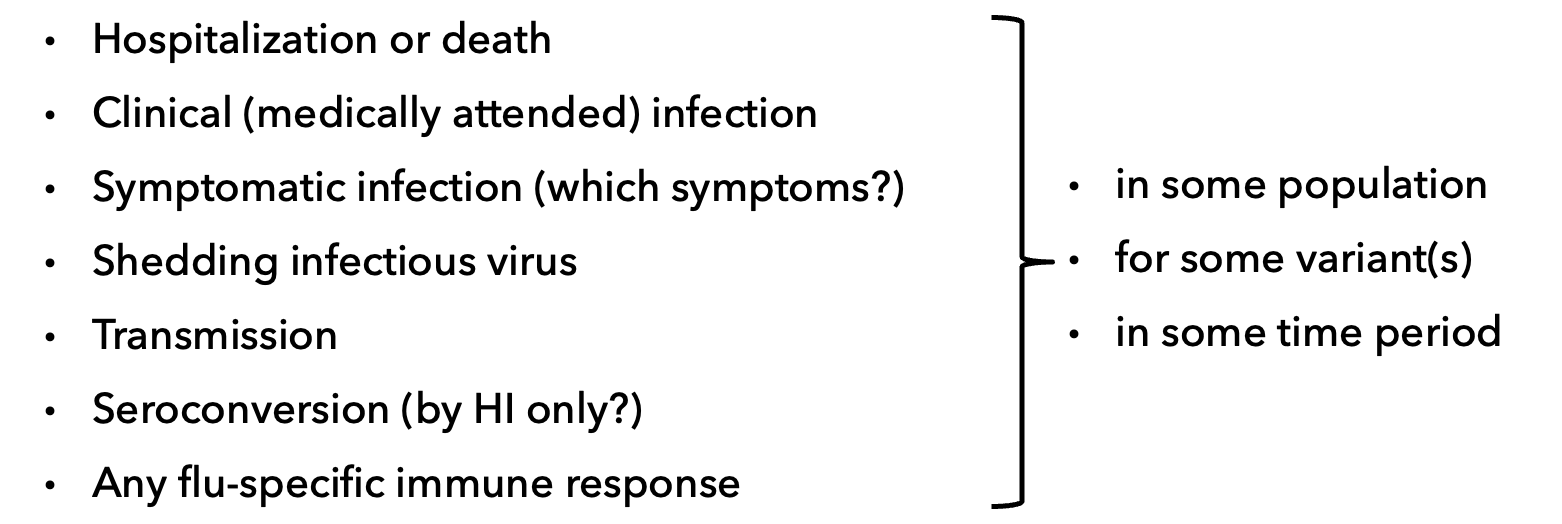 • Hospitalization or death
• Clinical (medically attended) infection
• Symptomatic infection (which symptoms?)
• Shedding infectious virus
• Transmission
• Seroconversion (by HI only?)
• Any flu-specific immune response
• in some population
• for some variant(s)
• in some time period